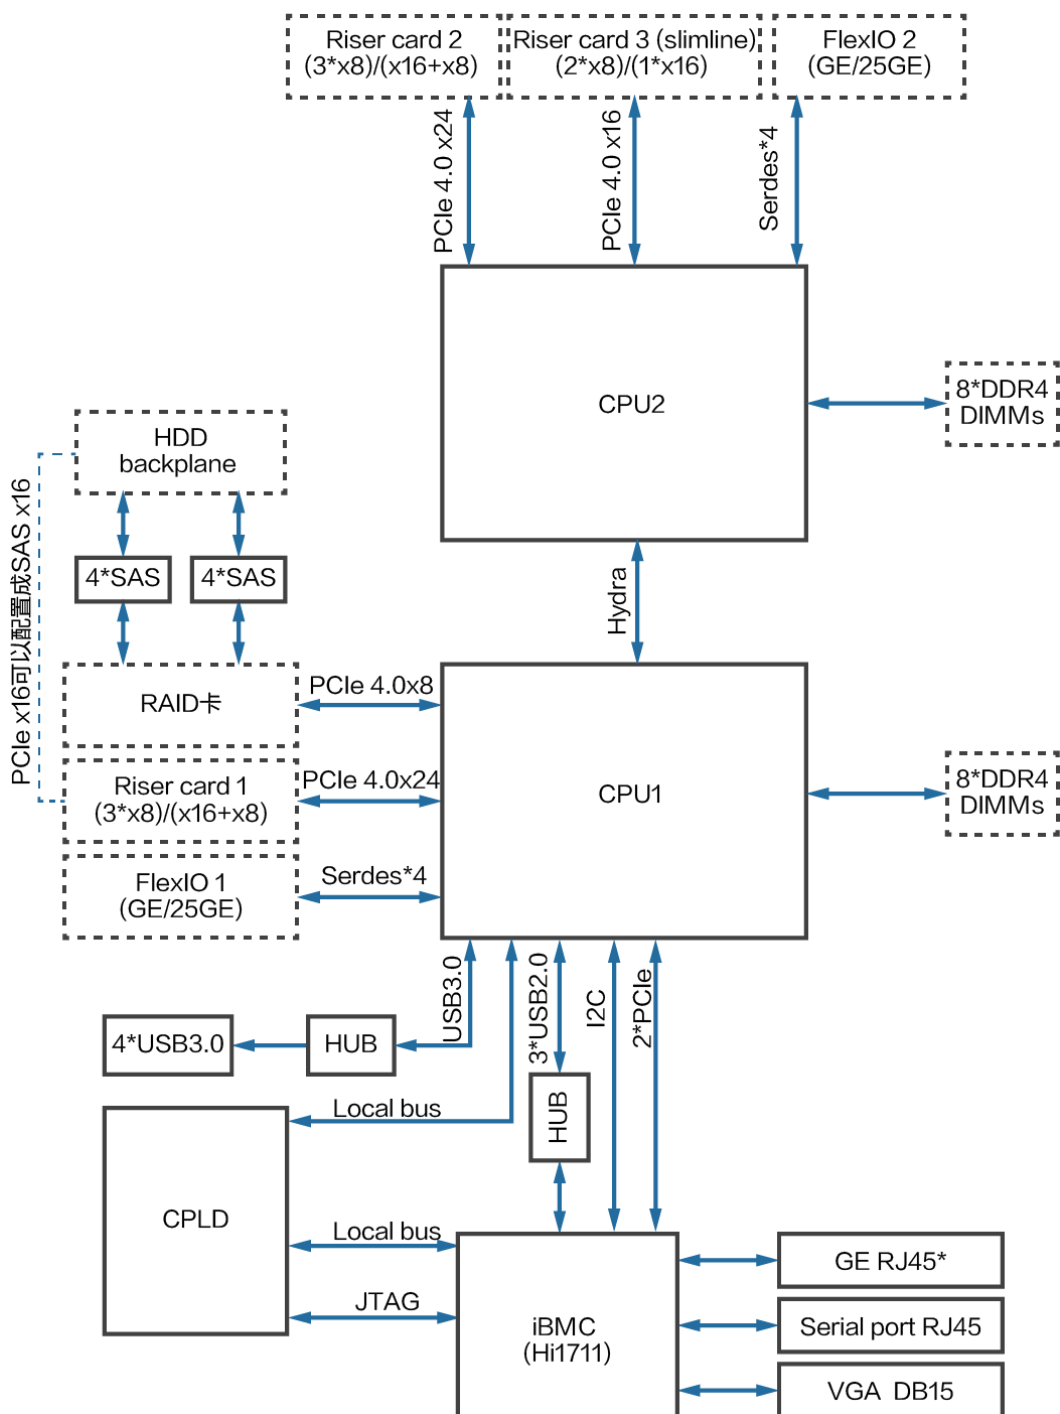 Riser card 2
(3*x8)/(x16+x8)
Riser card 3 (slimline)
(2*x8)/(1*x16)
FlexIO 2
(GE/25GE)
PCIe 4.0 x24
PCIe 4.0 x16
Serdes*4
CPU2
8*DDR4
DIMMs
HDD
backplane
PCIe x16可以配置成SAS x16
4*SAS
4*SAS
Hydra
RAID卡
PCIe 4.0x8
Riser card 1
(3*x8)/(x16+x8)
PCIe 4.0x24
CPU1
8*DDR4
DIMMs
FlexIO 1
(GE/25GE)
Serdes*4
USB3.0
3*USB2.0
I2C
2*PCIe
4*USB3.0
HUB
HUB
Local bus
CPLD
Local bus
JTAG
iBMC
(Hi1711)
GE RJ45*
Serial port RJ45
VGA DB15